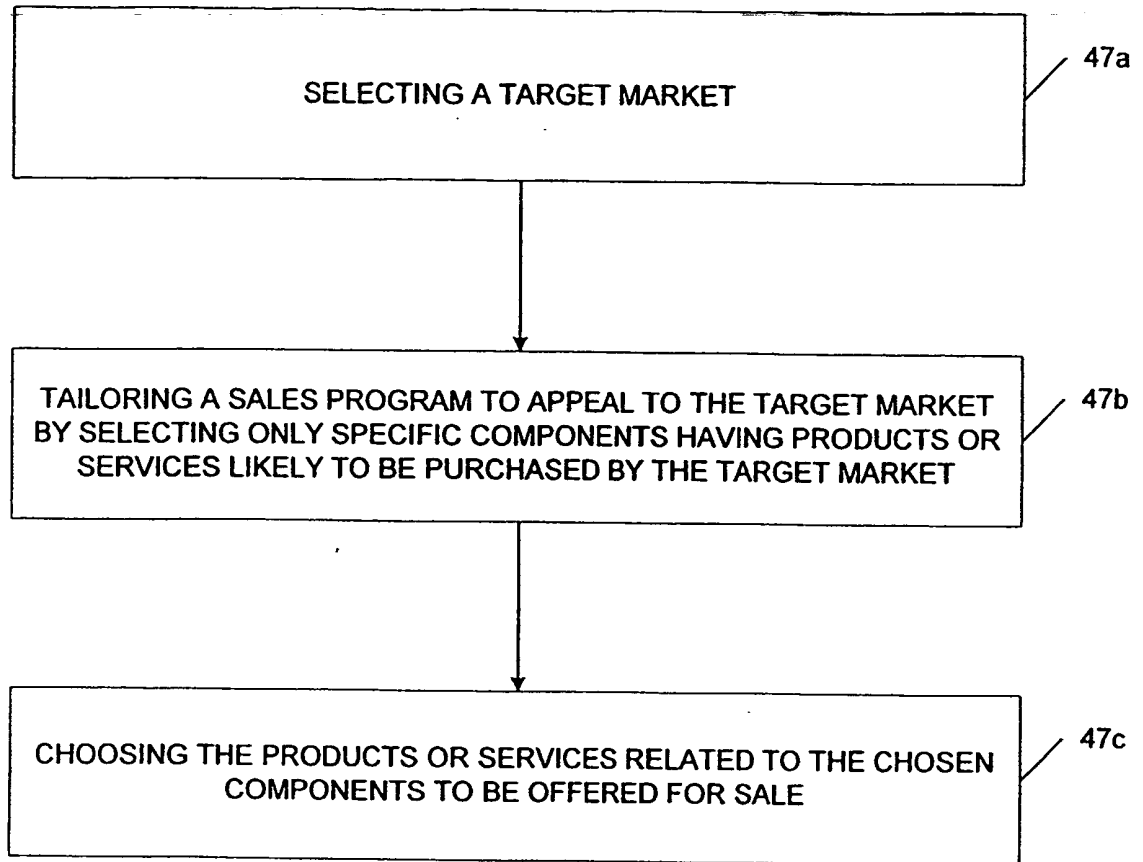 SELECTING A TARGET MARKET
47a
TAILORING A SALES PROGRAM TO APPEAL TO THE TARGET MARKET
BY SELECTING ONLY SPECIFIC COMPONENTS HAVING PRODUCTS OR
SERVICES LIKELY TO BE PURCHASED BY THE TARGET MARKET
47b
CHOOSING THE PRODUCTS OR SERVICES RELATED TO THE CHOSEN
COMPONENTS TO BE OFFERED FOR SALE
47c